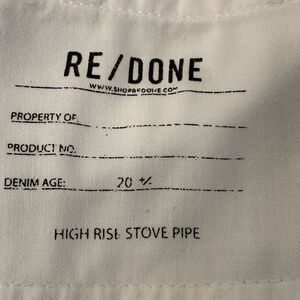 RE/DONE
WWW.SHOPREDONE.COM
PROPERTY OF
PRODUCT NO.
DENIM AGE: 20 +/-
HIGH RISE STOVE PIPE